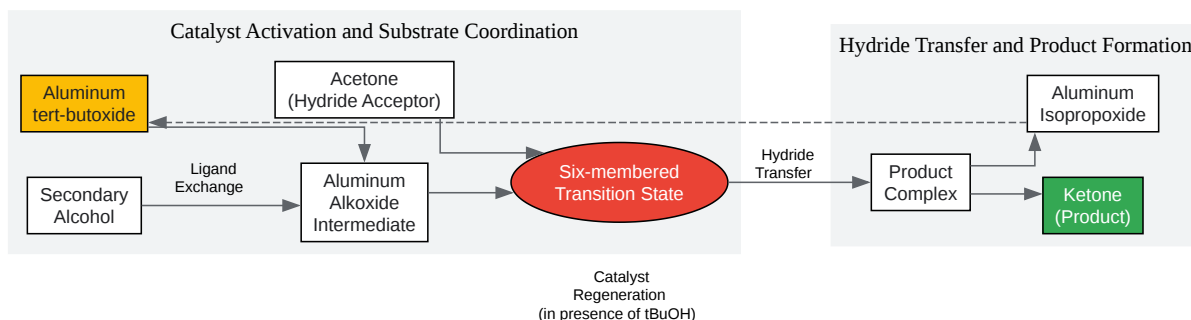 Catalyst Activation and Substrate Coordination
Hydride Transfer and Product Formation
Aluminum
tert-butoxide
Acetone
(Hydride Acceptor)
Aluminum
Isopropoxide
Secondary
Alcohol
Ligand
Exchange
Aluminum
Alkoxide
Intermediate
Six-membered
Transition State
Hydride
Transfer
Product
Complex
Ketone
(Product)
Catalyst
Regeneration
(in presence of tBuOH)